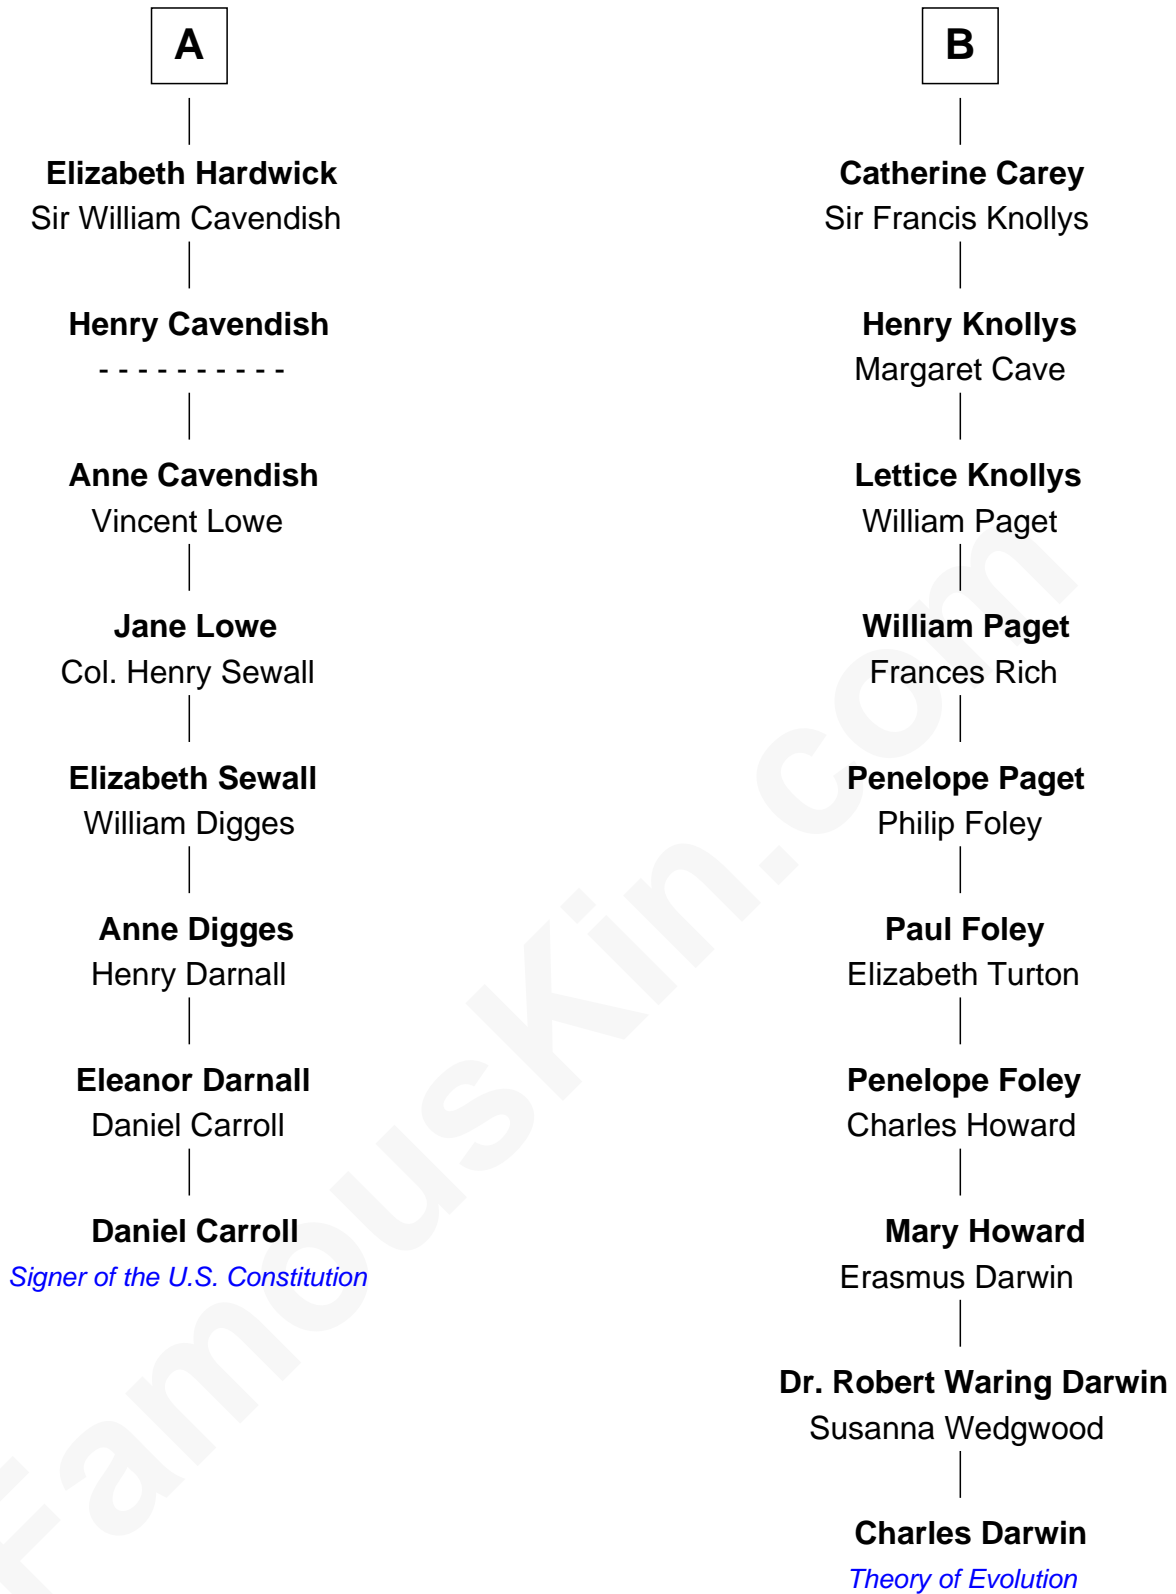 A
Elizabeth Hardwick
Sir William Cavendish
Henry Cavendish
- - - - - - - - - -
Anne Cavendish
Vincent Lowe
Jane Lowe
Col. Henry Sewall
Elizabeth Sewall
William Digges
Anne Digges
Henry Darnall
Eleanor Darnall
Daniel Carroll
Daniel Carroll
Signer of the U.S. Constitution
B
Catherine Carey
Sir Francis Knollys
Henry Knollys
Margaret Cave
Lettice Knollys
William Paget
William Paget
Frances Rich
Penelope Paget
Philip Foley
Paul Foley
Elizabeth Turton
Penelope Foley
Charles Howard
Mary Howard
Erasmus Darwin
Dr. Robert Waring Darwin
Susanna Wedgwood
Charles Darwin
Theory of Evolution
FamousKin.com